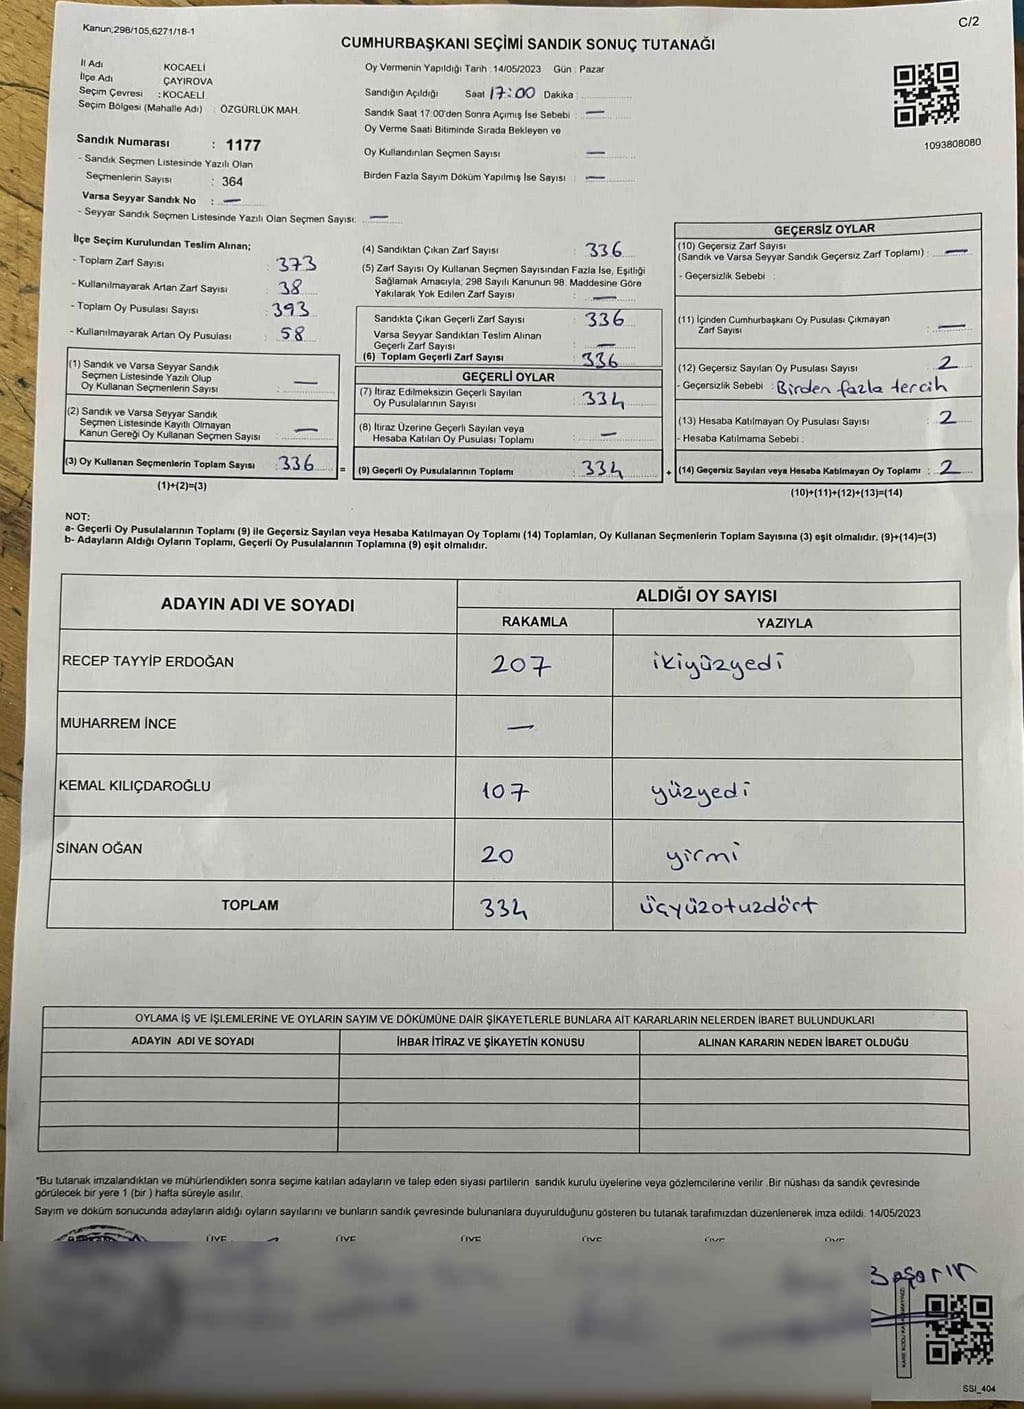 Kanun;298/105,6271/18-1
C/2
CUMHURBAŞKANI SEÇİMİ SANDIK SONUÇ TUTANAĞI
İl Adı KOCAELİ
İlçe Adı ÇAYIROVA
Seçim Çevresi : KOCAELİ
Seçim Bölgesi (Mahalle Adı) : ÖZGÜRLÜK MAH.
Oy Vermenin Yapıldığı Tarih :14/05/2023 Gün : Pazar
Sandığın Açıldığı Saat 17:00 Dakika :
Sandık Saat 17:00'den Sonra Açımış İse Sebebi : —
Oy Verme Saati Bitiminde Sırada Bekleyen ve
Oy Kullandırılan Seçmen Sayısı —
Birden Fazla Sayım Döküm Yapılmış İse Sayısı : —
1093808080
Sandık Numarası : 1177
- Sandık Seçmen Listesinde Yazılı Olan
Seçmenlerin Sayısı : 364
Varsa Seyyar Sandık No : —
- Seyyar Sandık Seçmen Listesinde Yazılı Olan Seçmen Sayısı: —
İlçe Seçim Kurulundan Teslim Alınan;
- Toplam Zarf Sayısı : 373
- Kullanılmayarak Artan Zarf Sayısı : 38
- Toplam Oy Pusulası Sayısı : 393
- Kullanılmayarak Artan Oy Pusulası : 58
(1) Sandık ve Varsa Seyyar Sandık
Seçmen Listesinde Yazılı Olup
Oy Kullanan Seçmenlerin Sayısı : —
(2) Sandık ve Varsa Seyyar Sandık
Seçmen Listesinde Kayıtlı Olmayan
Kanun Gereği Oy Kullanan Seçmen Sayısı : —
(3) Oy Kullanan Seçmenlerin Toplam Sayısı : 336 =
(1)+(2)=(3)
(4) Sandıktan Çıkan Zarf Sayısı : 336
(5) Zarf Sayısı Oy Kullanan Seçmen Sayısından Fazla İse, Eşitliği
Sağlamak Amacıyla, 298 Sayılı Kanunun 98. Maddesine Göre
Yakılarak Yok Edilen Zarf Sayısı : —
Sandıkta Çıkan Geçerli Zarf Sayısı : 336
Varsa Seyyar Sandıktan Teslim Alınan
Geçerli Zarf Sayısı : —
(6) Toplam Geçerli Zarf Sayısı 336
GEÇERLİ OYLAR
(7) İtiraz Edilmeksizin Geçerli Sayılan
Oy Pusulalarının Sayısı : 334
(8) İtiraz Üzerine Geçerli Sayılan veya
Hesaba Katılan Oy Pusulası Toplamı : —
(9) Geçerli Oy Pusulalarının Toplamı : 334 +
GEÇERSİZ OYLAR
(10) Geçersiz Zarf Sayısı
(Sandık ve Varsa Seyyar Sandık Geçersiz Zarf Toplamı) : —
- Geçersizlik Sebebi :
(11) İçinden Cumhurbaşkanı Oy Pusulası Çıkmayan
Zarf Sayısı : —
(12) Geçersiz Sayılan Oy Pusulası Sayısı : 2
- Geçersizlik Sebebi : Birden fazla tercih
(13) Hesaba Katılmayan Oy Pusulası Sayısı : 2
- Hesaba Katılmama Sebebi :
(14) Geçersiz Sayılan veya Hesaba Katılmayan Oy Toplamı : 2
(10)+(11)+(12)+(13)=(14)
NOT:
a- Geçerli Oy Pusulalarının Toplamı (9) ile Geçersiz Sayılan veya Hesaba Katılmayan Oy Toplamı (14) Toplamları, Oy Kullanan Seçmenlerin Toplam Sayısına (3) eşit olmalıdır. (9)+(14)=(3)
b- Adayların Aldığı Oyların Toplamı, Geçerli Oy Pusulalarının Toplamına (9) eşit olmalıdır.
ADAYIN ADI VE SOYADI
ALDIĞI OY SAYISI
RAKAMLA YAZIYLA
RECEP TAYYİP ERDOĞAN 207 ikiyüzyedi
MUHARREM İNCE —
KEMAL KILIÇDAROĞLU 107 yüzyedi
SİNAN OĞAN 20 yirmi
TOPLAM 334 üçyüzotuzdört
OYLAMA İŞ VE İŞLEMLERİNE VE OYLARIN SAYIM VE DÖKÜMÜNE DAİR ŞİKAYETLERLE BUNLARA AİT KARARLARIN NELERDEN İBARET BULUNDUKLARI
ADAYIN ADI VE SOYADI İHBAR İTİRAZ VE ŞİKAYETİN KONUSU ALINAN KARARIN NEDEN İBARET OLDUĞU
*Bu tutanak imzalandıktan ve mühürlendikten sonra seçime katılan adayların ve talep eden siyasi partilerin sandık kurulu üyelerine veya gözlemcilerine verilir .Bir nüshası da sandık çevresinde
görülecek bir yere 1 (bir ) hafta süreyle asılır.
Sayım ve döküm sonucunda adayların aldığı oyların sayılarını ve bunların sandık çevresinde bulunanlara duyurulduğunu gösteren bu tutanak tarafımızdan düzenlenerek imza edildi. 14/05/2023
ÜYE ÜYE ÜYE ÜYE ÜYE ÜYE
Başarır
SSI_404